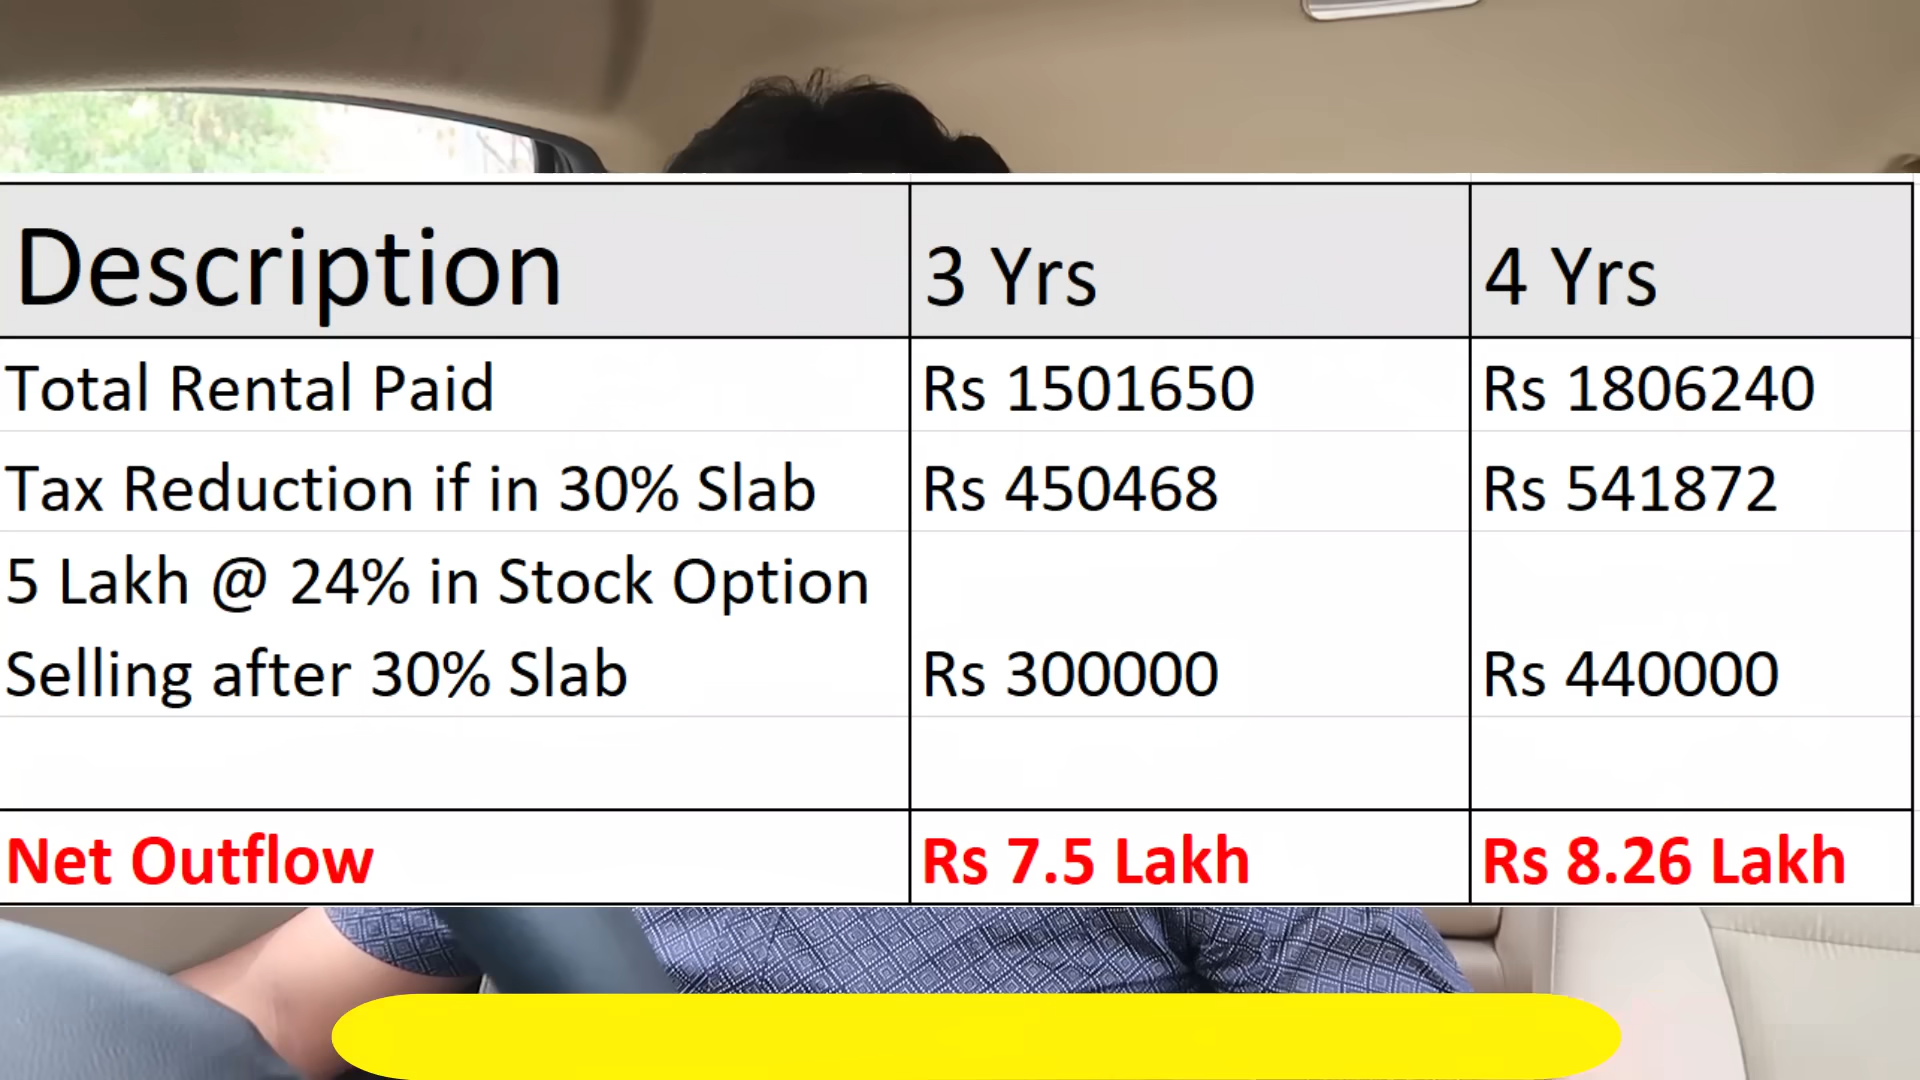 Description 3 Yrs 4 Yrs
Total Rental Paid Rs 1501650 Rs 1806240
Tax Reduction if in 30% Slab Rs 450468 Rs 541872
5 Lakh @ 24% in Stock Option
Selling after 30% Slab Rs 300000 Rs 440000
Net Outflow Rs 7.5 Lakh Rs 8.26 Lakh